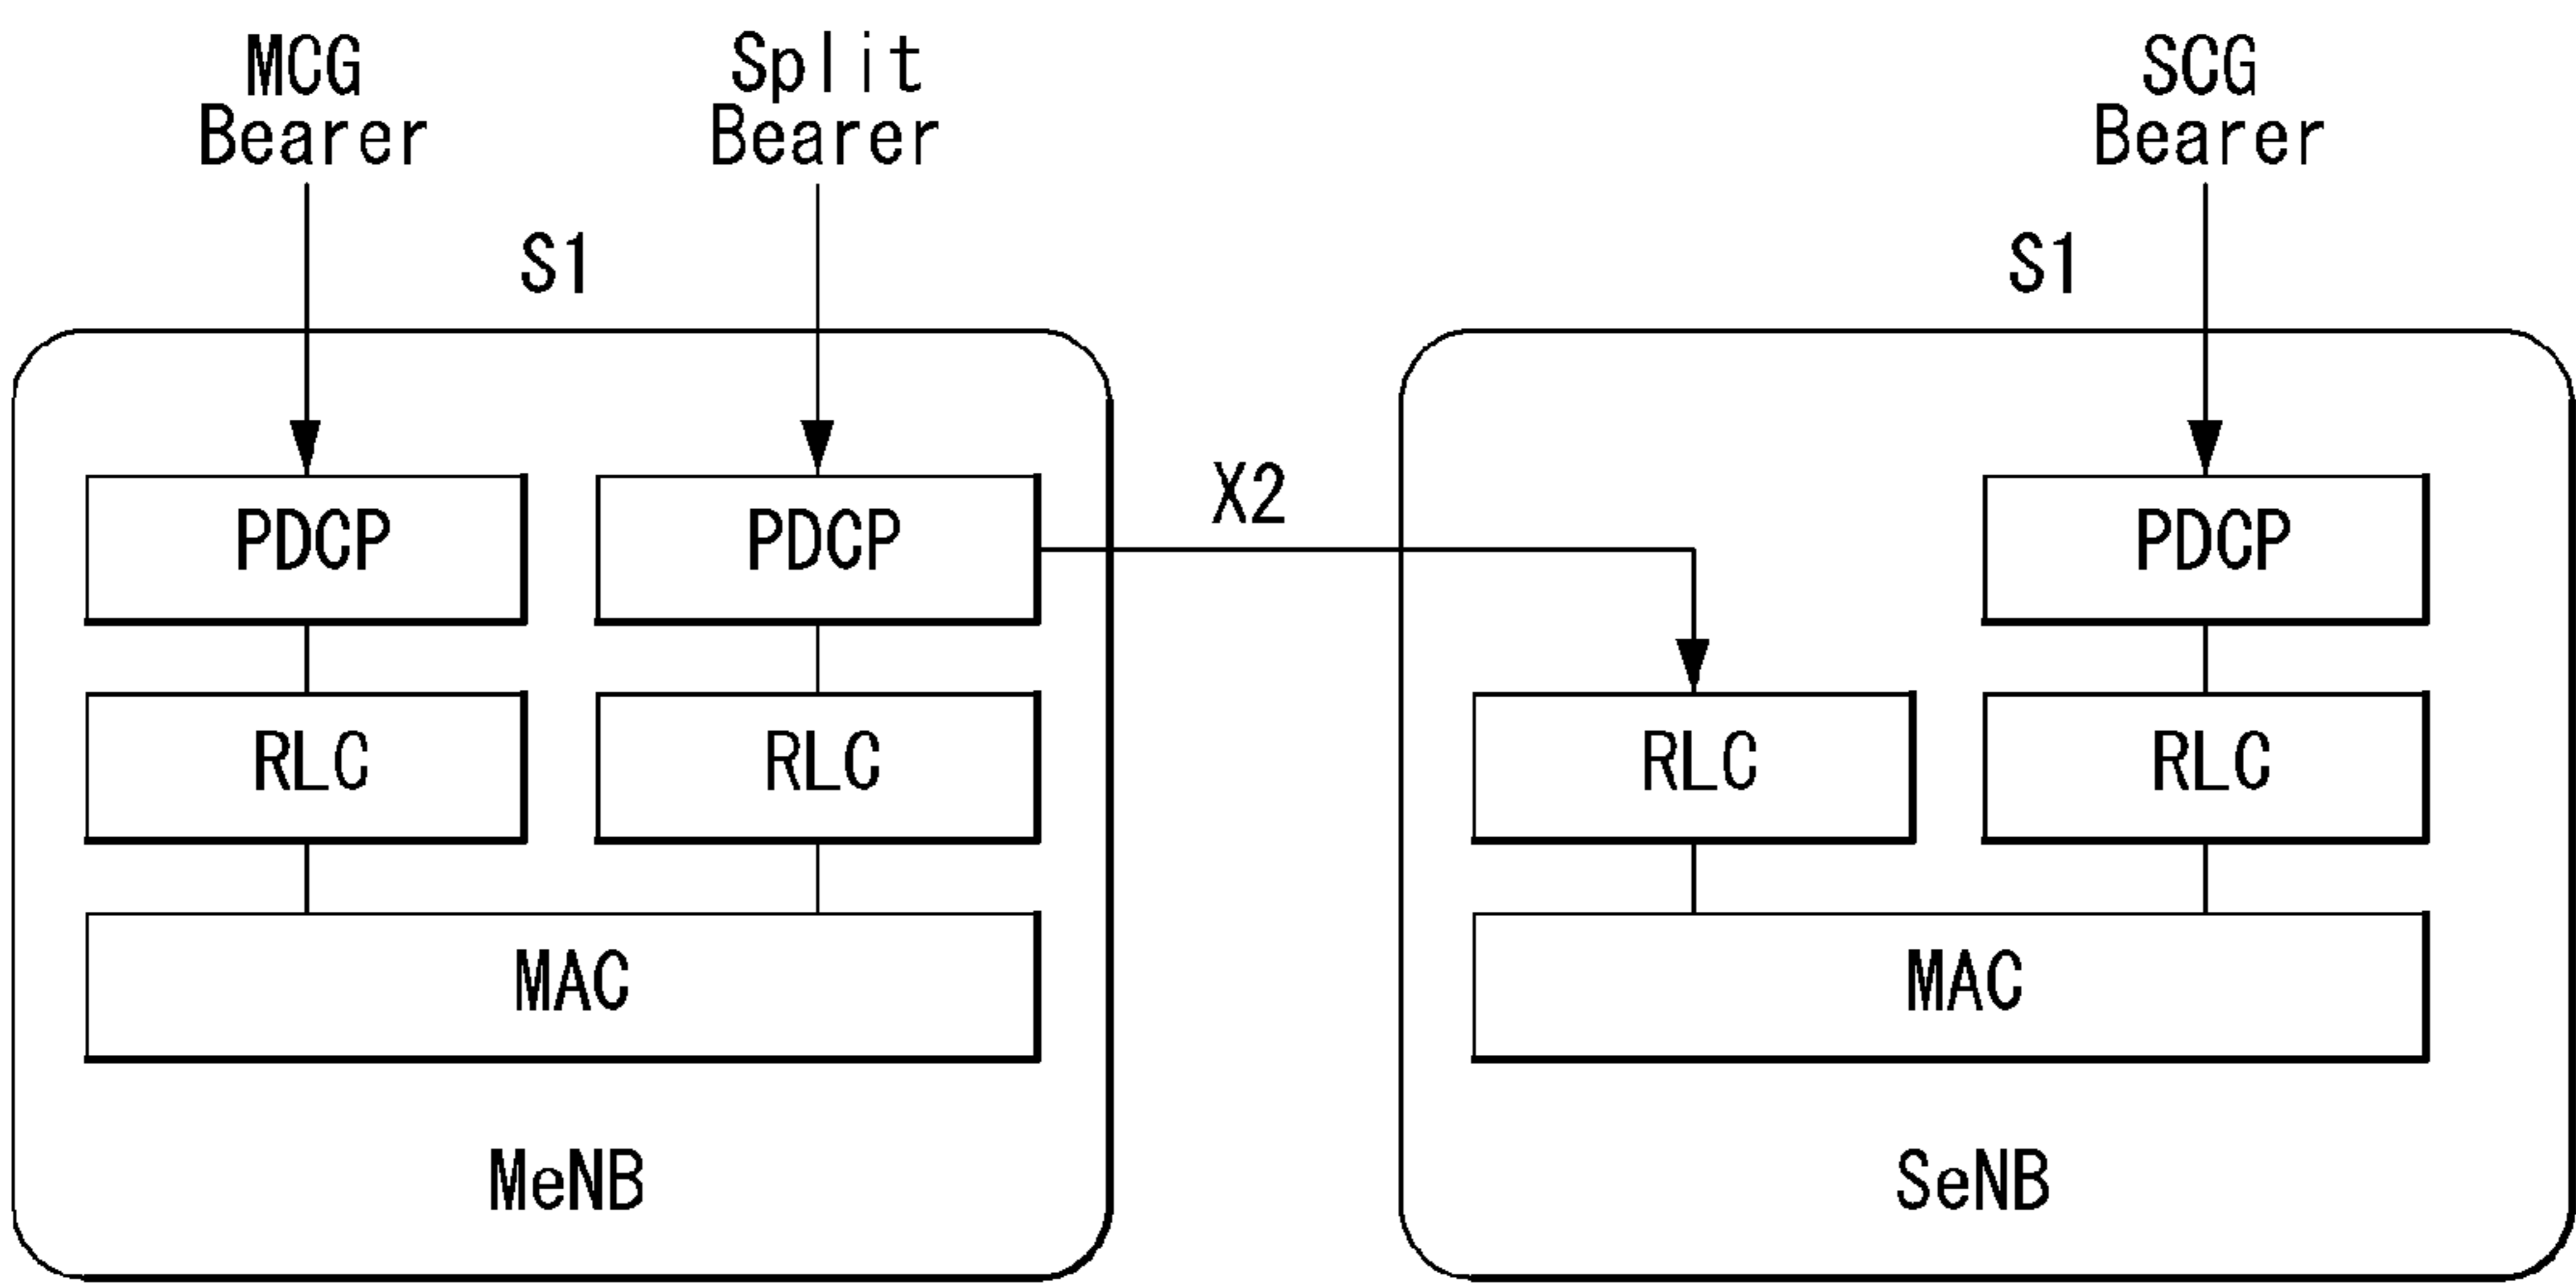 MCG
Bearer
Split
Bearer
SCG
Bearer
S1
S1
X2
PDCP
PDCP
PDCP
RLC
RLC
RLC
RLC
MAC
MAC
MeNB
SeNB